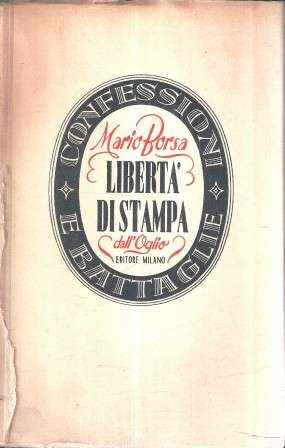 CONFESSIONI
Mario Borsa
LIBERTA'
DI STAMPA
dall'Oglio
EDITORE MILANO
E BATTAGLIE